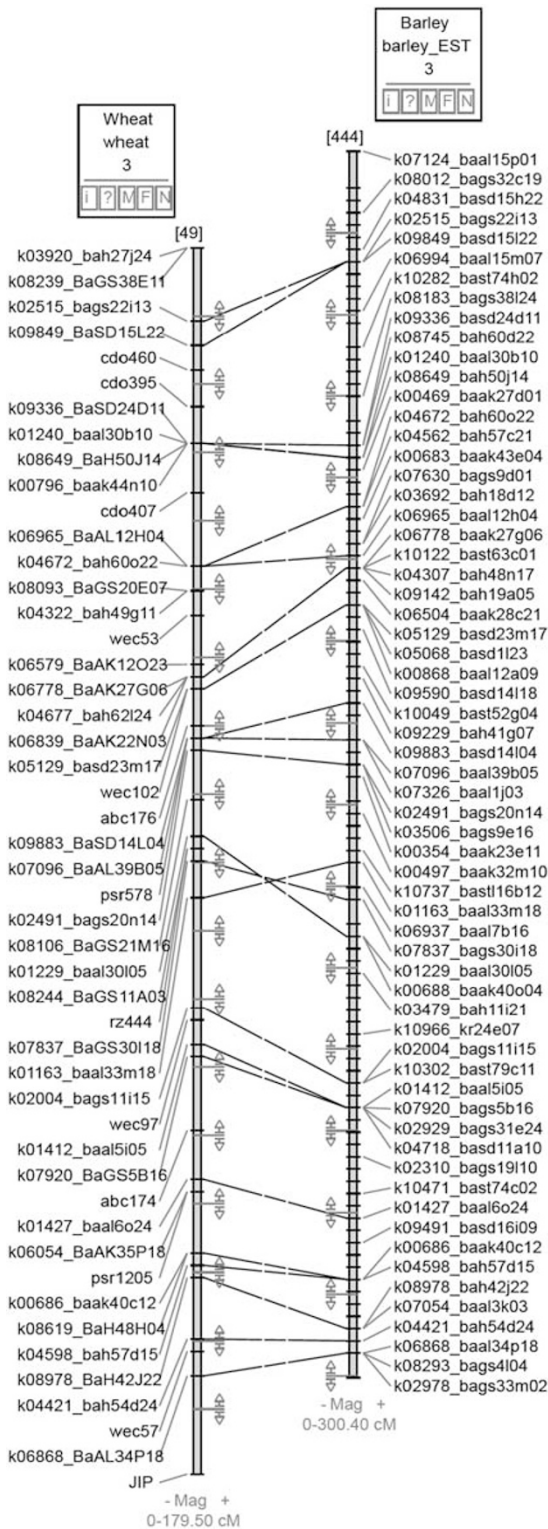 Barley
barley_EST
3
i ? M F N
Wheat
wheat
3
i ? M F N
[444]
[49]
k03920_bah27j24
k08239_BaGS38E11
k02515_bags22i13
k09849_BaSD15L22
cdo460
cdo395
k09336_BaSD24D11
k01240_baal30b10
k08649_BaH50J14
k00796_baak44n10
cdo407
k06965_BaAL12H04
k04672_bah60o22
k08093_BaGS20E07
k04322_bah49g11
wec53
k06579_BaAK12O23
k06778_BaAK27G06
k04677_bah62l24
k06839_BaAK22N03
k05129_basd23m17
wec102
abc176
k09883_BaSD14L04
k07096_BaAL39B05
psr578
k02491_bags20n14
k08106_BaGS21M16
k01229_baal30l05
k08244_BaGS11A03
rz444
k07837_BaGS30I18
k01163_baal33m18
k02004_bags11i15
wec97
k01412_baal5i05
k07920_BaGS5B16
abc174
k01427_baal6o24
k06054_BaAK35P18
psr1205
k00686_baak40c12
k08619_BaH48H04
k04598_bah57d15
k08978_BaH42J22
k04421_bah54d24
wec57
k06868_BaAL34P18
JIP
- Mag +
0-179.50 cM
k07124_baal15p01
k08012_bags32c19
k04831_basd15h22
k02515_bags22i13
k09849_basd15l22
k06994_baal15m07
k10282_bast74h02
k08183_bags38l24
k09336_basd24d11
k08745_bah60d22
k01240_baal30b10
k08649_bah50j14
k00469_baak27d01
k04672_bah60o22
k04562_bah57c21
k00683_baak43e04
k07630_bags9d01
k03692_bah18d12
k06965_baal12h04
k06778_baak27g06
k10122_bast63c01
k04307_bah48n17
k09142_bah19a05
k06504_baak28c21
k05129_basd23m17
k05068_basd1l23
k00868_baal12a09
k09590_basd14l18
k10049_bast52g04
k09229_bah41g07
k09883_basd14l04
k07096_baal39b05
k07326_baal1j03
k02491_bags20n14
k03506_bags9e16
k00354_baak23e11
k00497_baak32m10
k10737_bastl16b12
k01163_baal33m18
k06937_baal7b16
k07837_bags30i18
k01229_baal30l05
k00688_baak40o04
k03479_bah11i21
k10966_kr24e07
k02004_bags11i15
k10302_bast79c11
k01412_baal5i05
k07920_bags5b16
k02929_bags31e24
k04718_basd11a10
k02310_bags19l10
k10471_bast74c02
k01427_baal6o24
k09491_basd16i09
k00686_baak40c12
k04598_bah57d15
k08978_bah42j22
k07054_baal3k03
k04421_bah54d24
k06868_baal34p18
k08293_bags4l04
k02978_bags33m02
- Mag +
0-300.40 cM